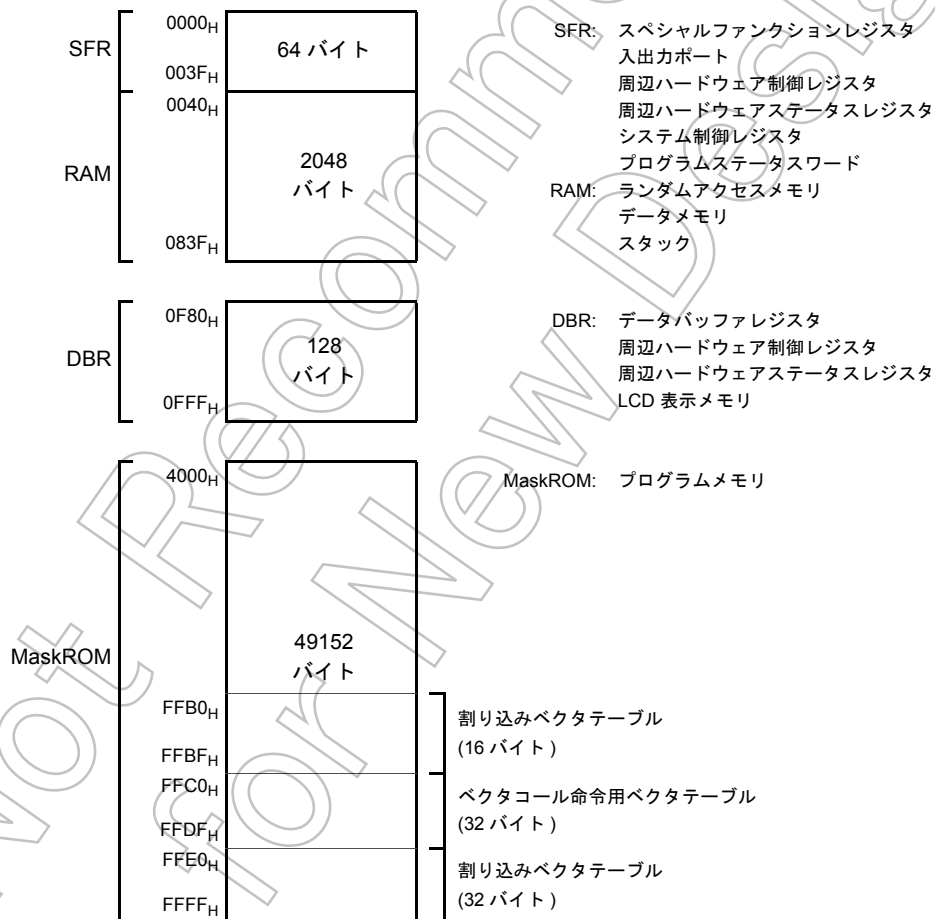 SFR
0000H
003FH
64 バイト
RAM
0040H
083FH
2048
バイト
SFR: スペシャルファンクションレジスタ
入出力ポート
周辺ハードウェア制御レジスタ
周辺ハードウェアステータスレジスタ
システム制御レジスタ
プログラムステータスワード
RAM: ランダムアクセスメモリ
データメモリ
スタック
DBR
0F80H
0FFFH
128
バイト
DBR: データバッファレジスタ
周辺ハードウェア制御レジスタ
周辺ハードウェアステータスレジスタ
LCD 表示メモリ
MaskROM
4000H
49152
バイト
MaskROM: プログラムメモリ
FFB0H
FFBFH
割り込みベクタテーブル
(16 バイト )
FFC0H
FFDFH
ベクタコール命令用ベクタテーブル
(32 バイト )
FFE0H
FFFFH
割り込みベクタテーブル
(32 バイト )
Not Recomme
for New Desig